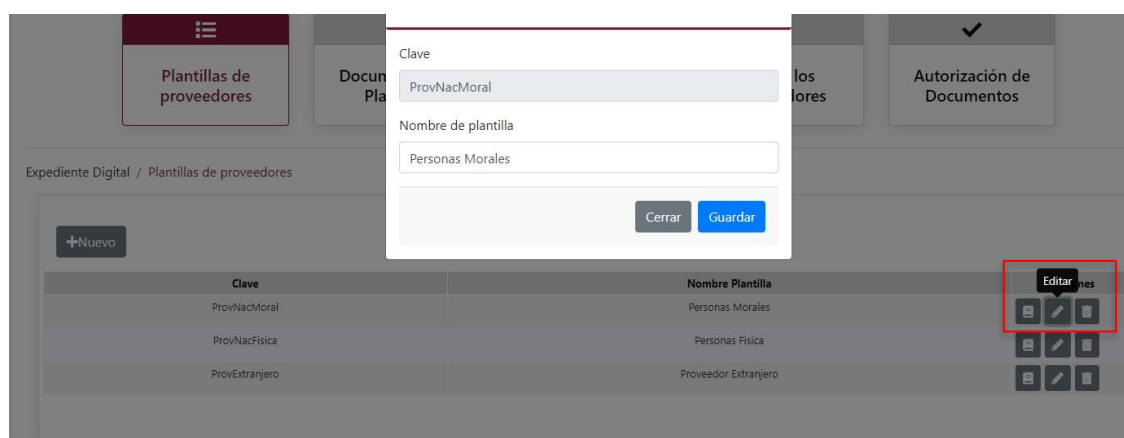 Plantillas de
proveedores
Docum
Pla
los
lores
Autorización de
Documentos
Clave
ProvNacMoral
Nombre de plantilla
Personas Morales
Cerrar Guardar
Expediente Digital / Plantillas de proveedores
+Nuevo
Clave Nombre Plantilla nes
Editar
ProvNacMoral Personas Morales
ProvNacFisica Personas Fisica
ProvExtranjero Proveedor Extranjero